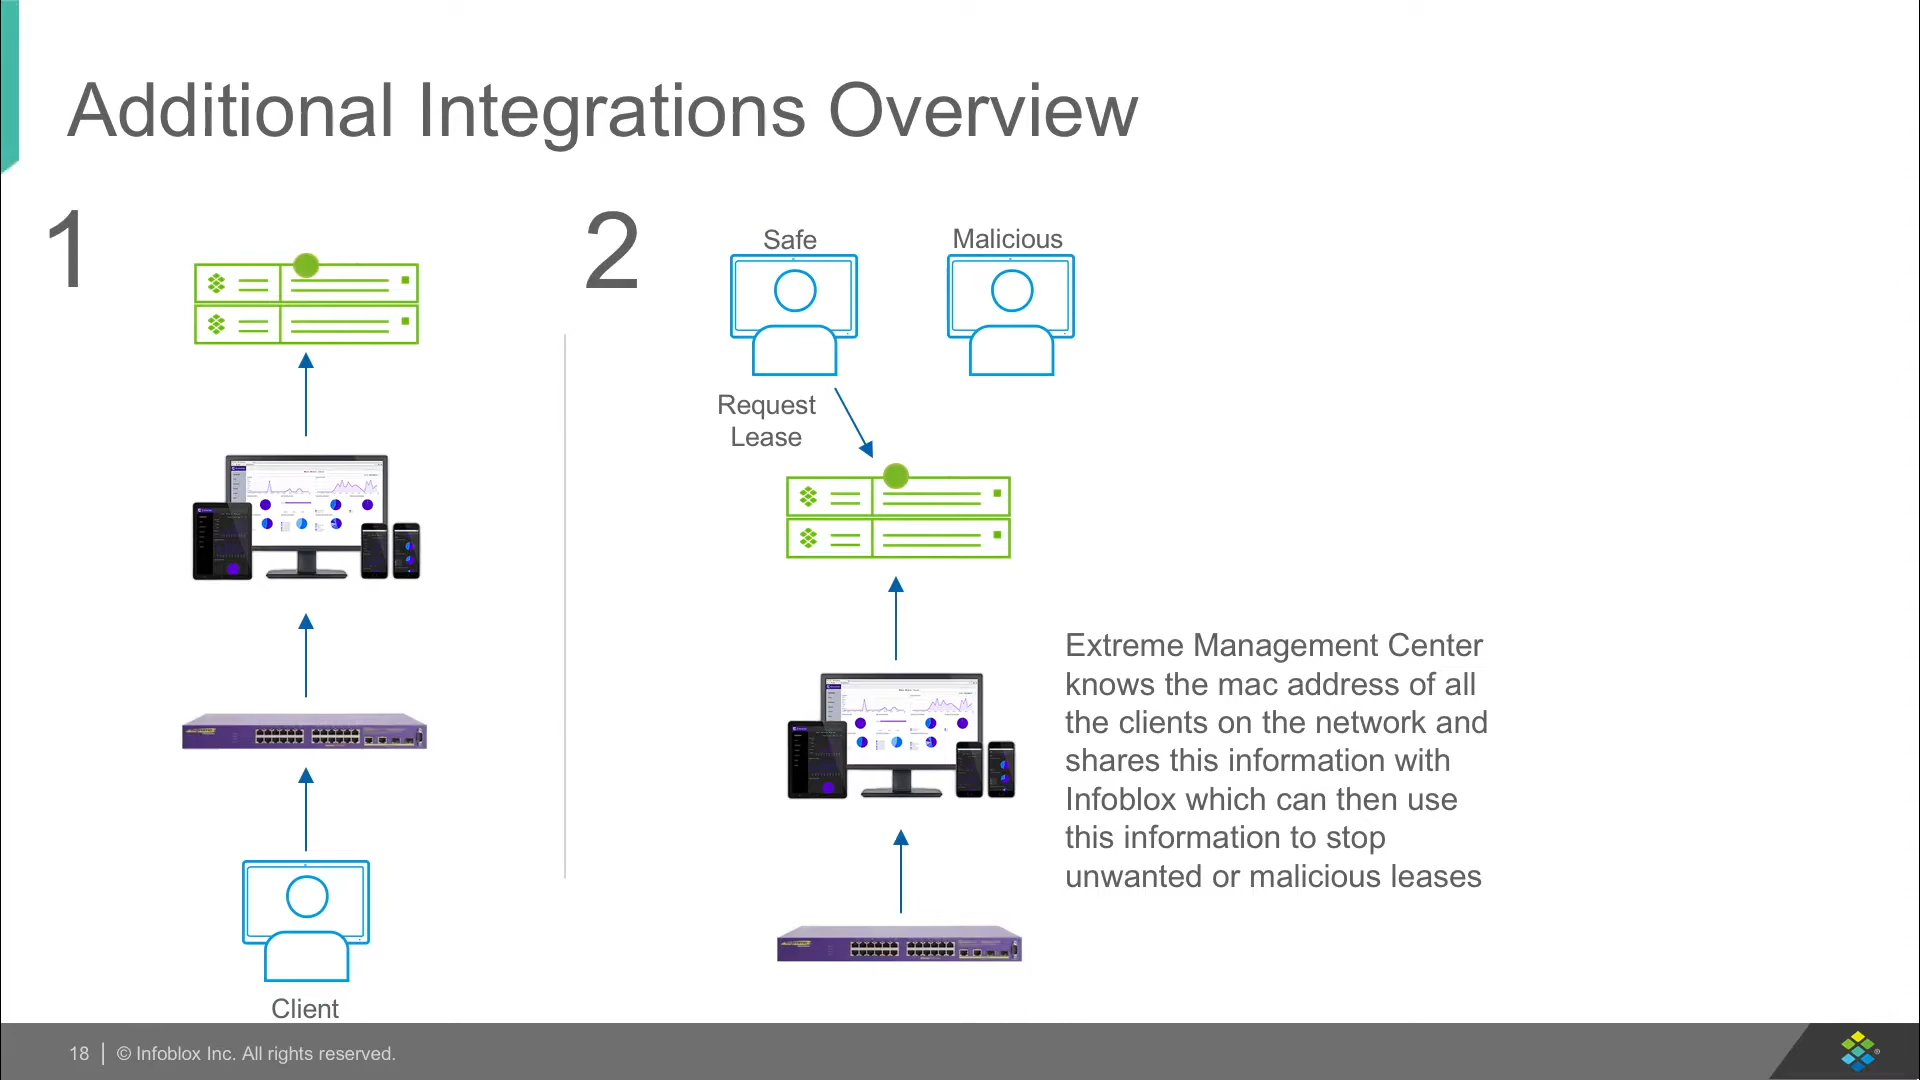 Additional Integrations Overview
1
2
Safe
Malicious
Request
Lease
Extreme Management Center
knows the mac address of all
the clients on the network and
shares this information with
Infoblox which can then use
this information to stop
unwanted or malicious leases
Client
18
© Infoblox Inc. All rights reserved.